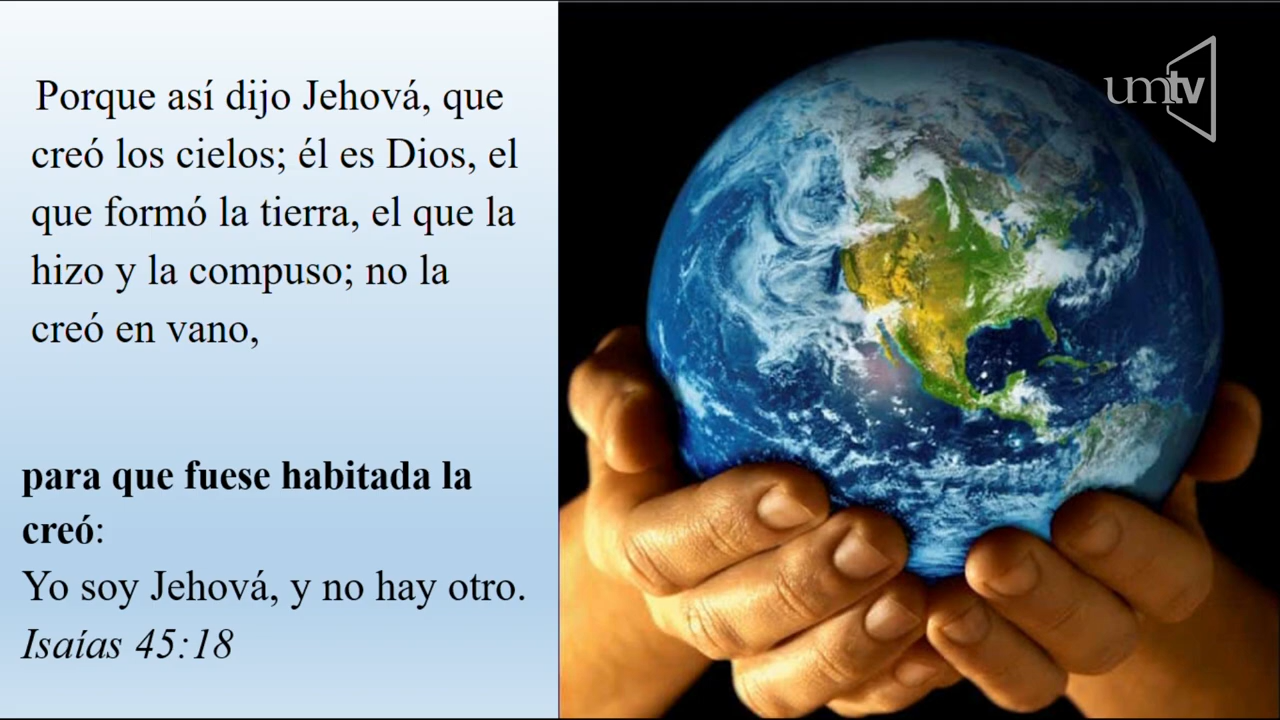 Porque así dijo Jehová, que
creó los cielos; él es Dios, el
que formó la tierra, el que la
hizo y la compuso; no la
creó en vano,
para que fuese habitada la
creó:
Yo soy Jehová, y no hay otro.
Isaías 45:18
umtv